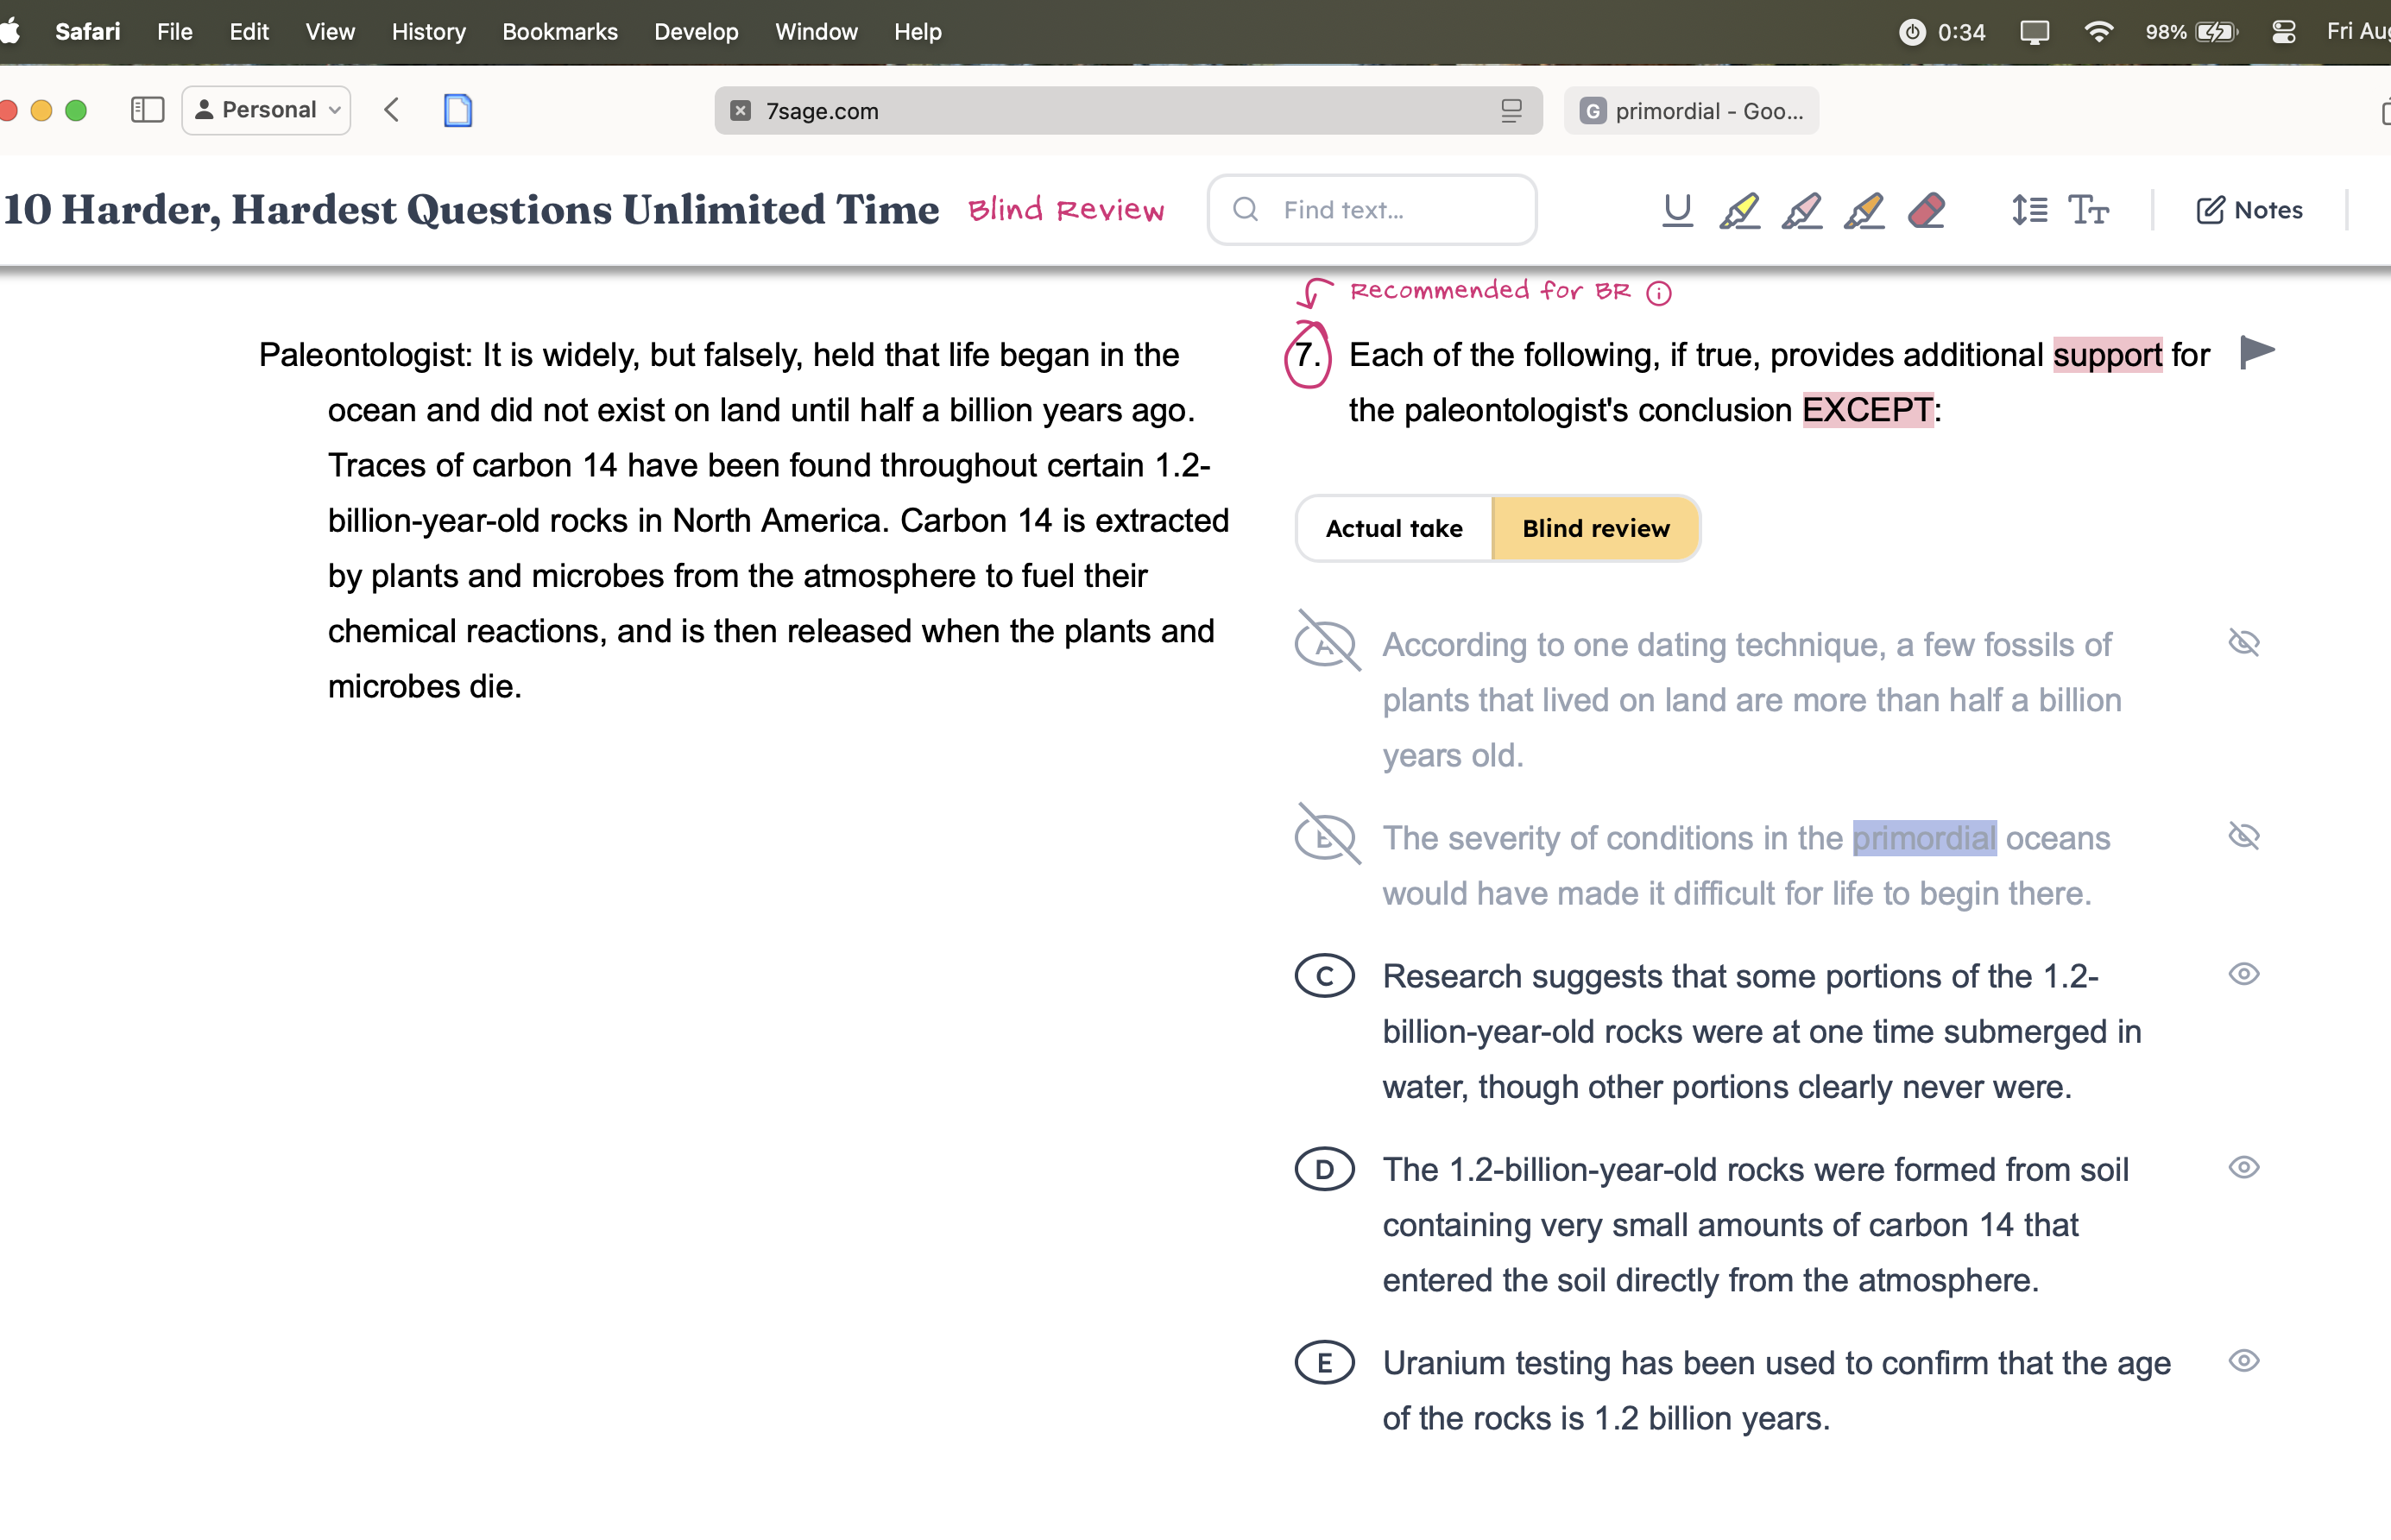 Safari File Edit View History Bookmarks Develop Window Help 0:34 98% Fri Aug
Personal 7sage.com G primordial - Goo...
10 Harder, Hardest Questions Unlimited Time Blind Review Find text... Notes
Recommended for BR
Paleontologist: It is widely, but falsely, held that life began in the
ocean and did not exist on land until half a billion years ago.
Traces of carbon 14 have been found throughout certain 1.2-
billion-year-old rocks in North America. Carbon 14 is extracted
by plants and microbes from the atmosphere to fuel their
chemical reactions, and is then released when the plants and
microbes die.
7. Each of the following, if true, provides additional support for
the paleontologist's conclusion EXCEPT:
Actual take Blind review
A According to one dating technique, a few fossils of
plants that lived on land are more than half a billion
years old.
B The severity of conditions in the primordial oceans
would have made it difficult for life to begin there.
C Research suggests that some portions of the 1.2-
billion-year-old rocks were at one time submerged in
water, though other portions clearly never were.
D The 1.2-billion-year-old rocks were formed from soil
containing very small amounts of carbon 14 that
entered the soil directly from the atmosphere.
E Uranium testing has been used to confirm that the age
of the rocks is 1.2 billion years.